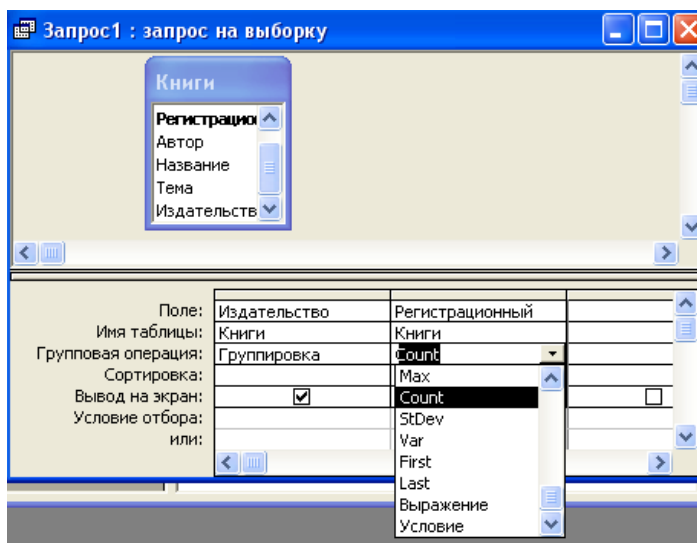 Запрос1 : запрос на выборку
Книги
Регистрацио
Автор
Название
Тема
Издательств
Поле: Издательство Регистрационный
Имя таблицы: Книги Книги
Групповая операция: Группировка Count
Сортировка: Max
Вывод на экран: Count
Условие отбора: StDev
или: Var
First
Last
Выражение
Условие